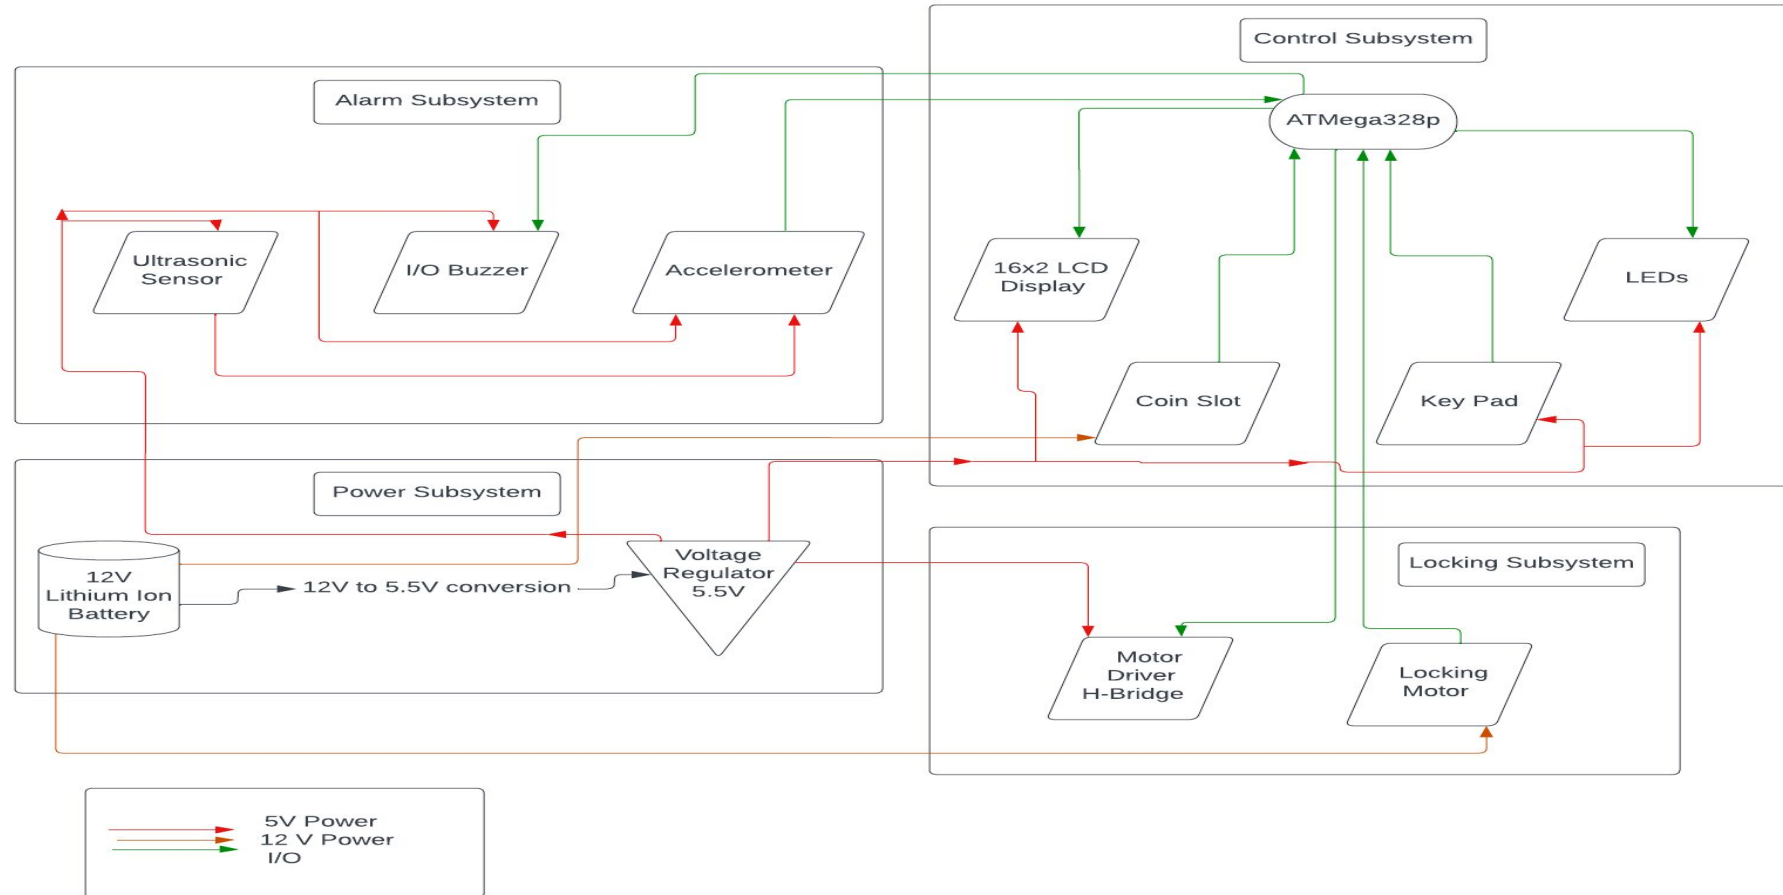 Control Subsystem
Alarm Subsystem
ATMega328p
Ultrasonic
Sensor
I/O Buzzer
Accelerometer
16x2 LCD
Display
LEDs
Coin Slot
Key Pad
Power Subsystem
12V
Lithium Ion
Battery
12V to 5.5V conversion
Voltage
Regulator
5.5V
Locking Subsystem
Motor
Driver
H-Bridge
Locking
Motor
5V Power
12 V Power
I/O